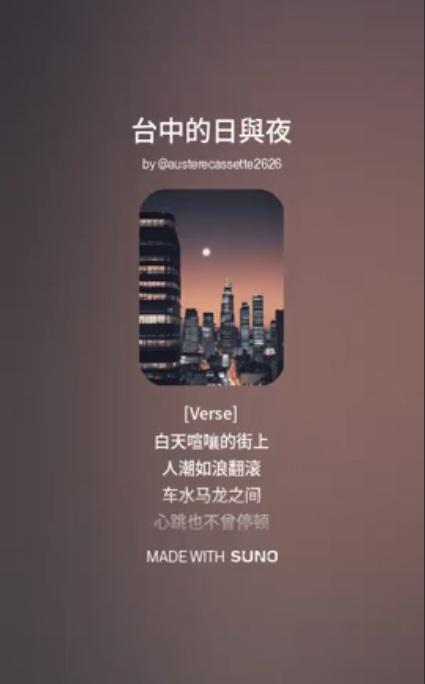 台中的日與夜
by @austerecassette2626
[Verse]
白天喧嚷的街上
人潮如浪翻滚
车水马龙之间
心跳也不曾停顿
MADE WITH SUNO